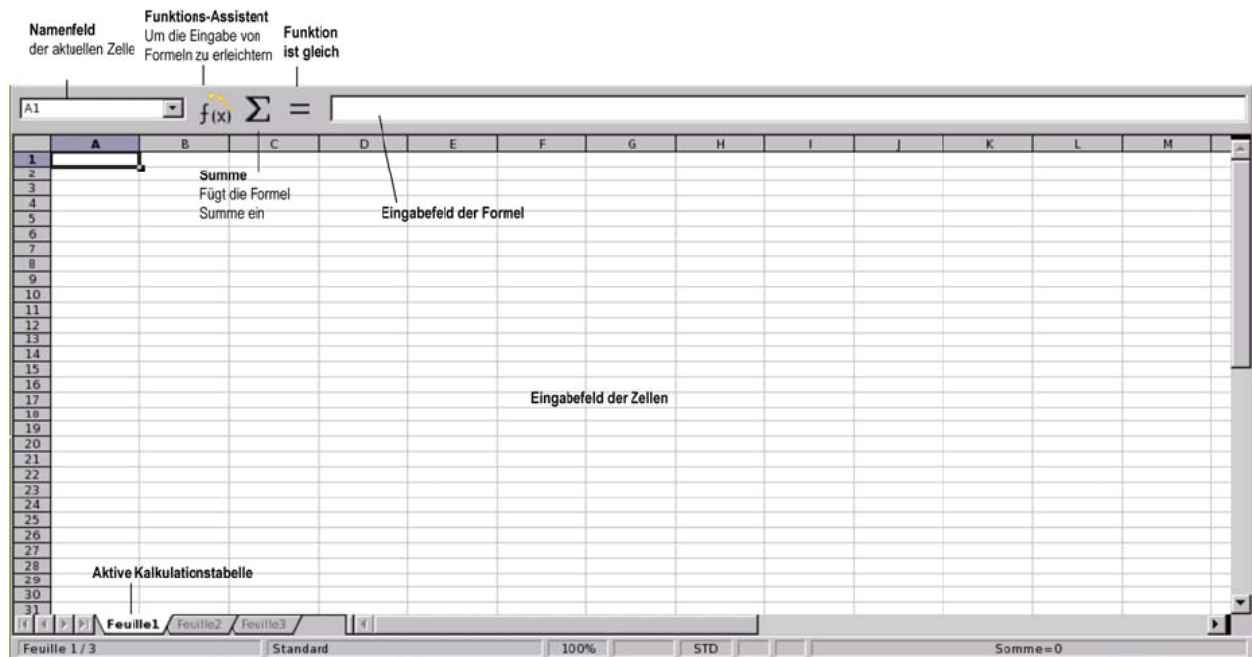 Namenfeld
der aktuellen Zelle
Funktions-Assistent
Um die Eingabe von
Formeln zu erleichtern
Funktion
ist gleich
A1
f(x) Σ =
A B C D E F G H I J K L M
1
2
3
4
5
6
7
8
9
10
11
12
13
14
15
16
17
18
19
20
21
22
23
24
25
26
27
28
29
30
31
Summe
Fügt die Formel
Summe ein
Eingabefeld der Formel
Eingabefeld der Zellen
Aktive Kalkulationstabelle
Feuille1 Feuille2 Feuille3
Feuille 1 / 3 Standard 100% STD Somme=0